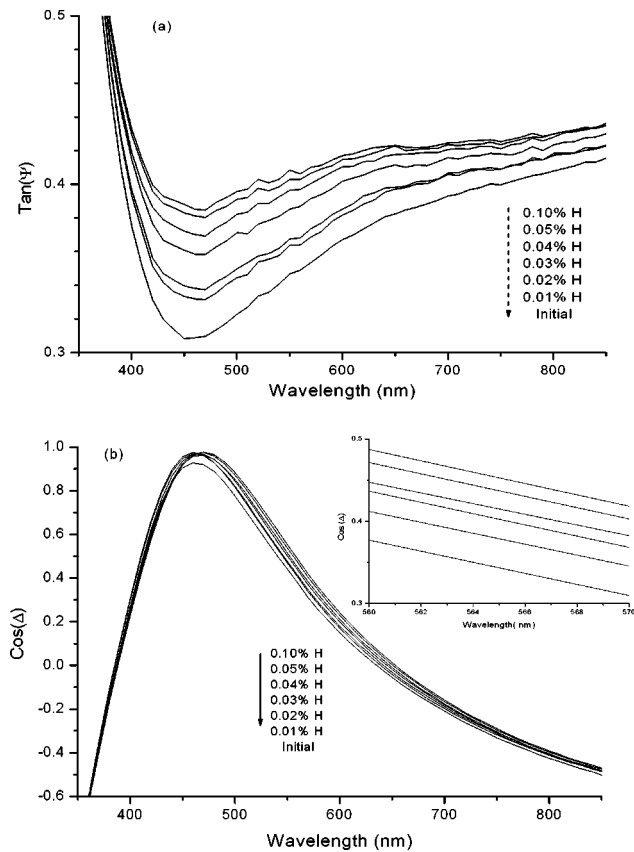 (a)
0.5
0.4
0.3
Tan(Ψ)
0.10% H
0.05% H
0.04% H
0.03% H
0.02% H
0.01% H
Initial
400 500 600 700 800
Wavelength (nm)
(b)
1.0
0.8
0.6
0.4
0.2
0.0
-0.2
-0.4
-0.6
Cos(Δ)
0.5
0.4
0.3
Cos(Δ)
560 562 564 566 568 570
Wavelength( nm)
0.10% H
0.05% H
0.04% H
0.03% H
0.02% H
0.01% H
Initial
400 500 600 700 800
Wavelength (nm)